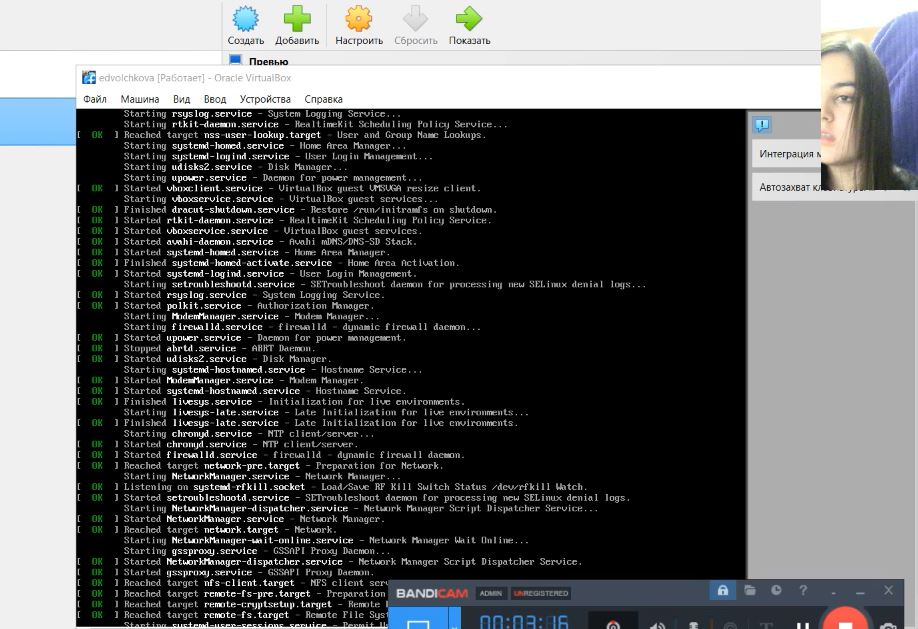 Создать Добавить Настроить Сбросить Показать
Превью
edvolchkova [Работает] - Oracle VirtualBox
Файл Машина Вид Ввод Устройства Справка
Starting rsyslog.service - System Logging Service...
Starting rtkit-daemon.service - RealtimeKit Scheduling Policy Service...
[ OK ] Reached target nss-user-lookup.target - User and Group Name Lookups.
Starting systemd-homed.service - Home Area Manager...
Starting systemd-logind.service - User Login Management...
Starting udisks2.service - Disk Manager...
Starting upower.service - Daemon for power management...
[ OK ] Started vboxclient.service - VirtualBox guest VMSVGA resize client.
Starting vboxservice.service - VirtualBox guest services...
[ OK ] Finished dracut-shutdown.service - Restore /run/initramfs on shutdown.
[ OK ] Started rtkit-daemon.service - RealtimeKit Scheduling Policy Service.
[ OK ] Started vboxservice.service - VirtualBox guest services.
[ OK ] Started avahi-daemon.service - Avahi mDNS/DNS-SD Stack.
[ OK ] Started systemd-homed.service - Home Area Manager.
[ OK ] Finished systemd-homed-activate.service - Home Area Activation.
[ OK ] Started systemd-logind.service - User Login Management.
Starting setroubleshootd.service - SETroubleshoot daemon for processing new SELinux denial logs...
[ OK ] Started rsyslog.service - System Logging Service.
[ OK ] Started polkit.service - Authorization Manager.
Starting ModemManager.service - Modem Manager...
Starting firewalld.service - firewalld - dynamic firewall daemon...
[ OK ] Started upower.service - Daemon for power management.
[ OK ] Stopped abrtd.service - ABRT Daemon.
[ OK ] Started udisks2.service - Disk Manager.
Starting systemd-hostnamed.service - Hostname Service...
[ OK ] Started ModemManager.service - Modem Manager.
[ OK ] Started systemd-hostnamed.service - Hostname Service.
[ OK ] Finished livesys.service - Initialization for live environments.
Starting livesys-late.service - Late Initialization for live environments...
[ OK ] Finished livesys-late.service - Late Initialization for live environments.
Starting chronyd.service - NTP client/server...
[ OK ] Started chronyd.service - NTP client/server.
[ OK ] Started firewalld.service - firewalld - dynamic firewall daemon.
[ OK ] Reached target network-pre.target - Preparation for Network.
Starting NetworkManager.service - Network Manager...
[ OK ] Listening on systemd-rfkill.socket - Load/Save RF Kill Switch Status /dev/rfkill Watch.
[ OK ] Started setroubleshootd.service - SETroubleshoot daemon for processing new SELinux denial logs.
Starting NetworkManager-dispatcher.service - Network Manager Script Dispatcher Service...
[ OK ] Started NetworkManager.service - Network Manager.
[ OK ] Reached target network.target - Network.
Starting NetworkManager-wait-online.service - Network Manager Wait Online...
Starting gssproxy.service - GSSAPI Proxy Daemon...
[ OK ] Started NetworkManager-dispatcher.service - Network Manager Script Dispatcher Service.
[ OK ] Started gssproxy.service - GSSAPI Proxy Daemon.
[ OK ] Reached target nfs-client.target - NFS client serv
[ OK ] Reached target remote-fs-pre.target - Preparation
[ OK ] Reached target remote-cryptsetup.target - Remote
[ OK ] Reached target remote-fs.target - Remote File Sys
Starting systemd-user-sessions.service - Permit
Интеграция
Автозахват
BANDICAM ADMIN UNREGISTERED
00:03:16